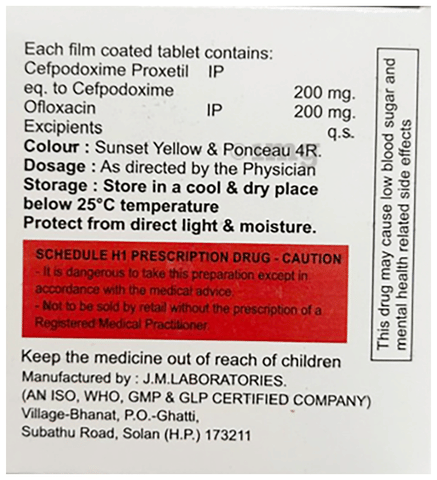 Each film coated tablet contains:
Cefpodoxime Proxetil IP
eq. to Cefpodoxime 200 mg.
Ofloxacin IP 200 mg.
Excipients q.s.
Colour : Sunset Yellow & Ponceau 4R.
Dosage : As directed by the Physician
Storage : Store in a cool & dry place
below 25°C temperature
Protect from direct light & moisture.
SCHEDULE H1 PRESCRIPTION DRUG - CAUTION
- It is dangerous to take this preparation except in
accordance with the medical advice.
- Not to be sold by retail without the prescription of a
Registered Medical Practitioner.
Keep the medicine out of reach of children
Manufactured by : J.M.LABORATORIES.
(AN ISO, WHO, GMP & GLP CERTIFIED COMPANY)
Village-Bhanat, P.O.-Ghatti,
Subathu Road, Solan (H.P.) 173211
This drug may cause low blood sugar and
mental health related side effects